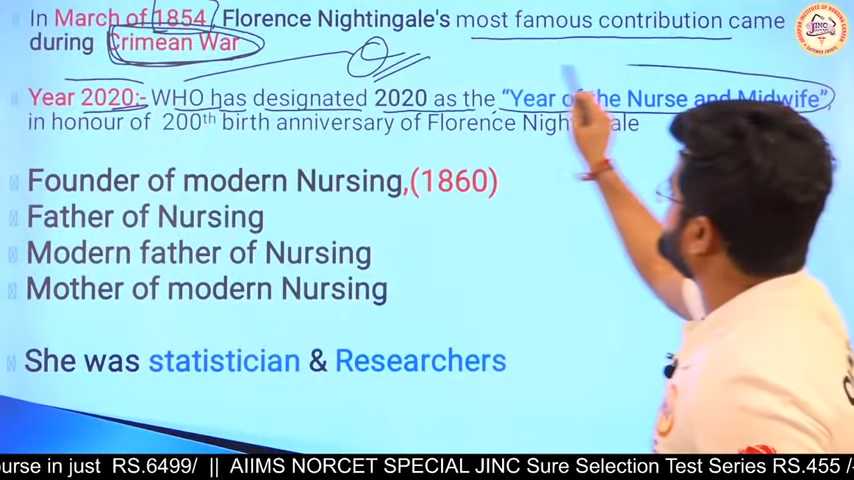 In March of 1854, Florence Nightingale's most famous contribution came
during Crimean War
Year 2020:- WHO has designated 2020 as the "Year of the Nurse and Midwife",
in honour of 200th birth anniversary of Florence Nightingale
Founder of modern Nursing,(1860)
Father of Nursing
Modern father of Nursing
Mother of modern Nursing
She was statistician & Researchers
JINC
ourse in just RS.6499/ || AIIMS NORCET SPECIAL JINC Sure Selection Test Series RS.455 /